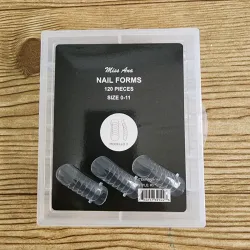 Miss Ava
NAIL FORMS
120 PIECES
SIZE 0-11